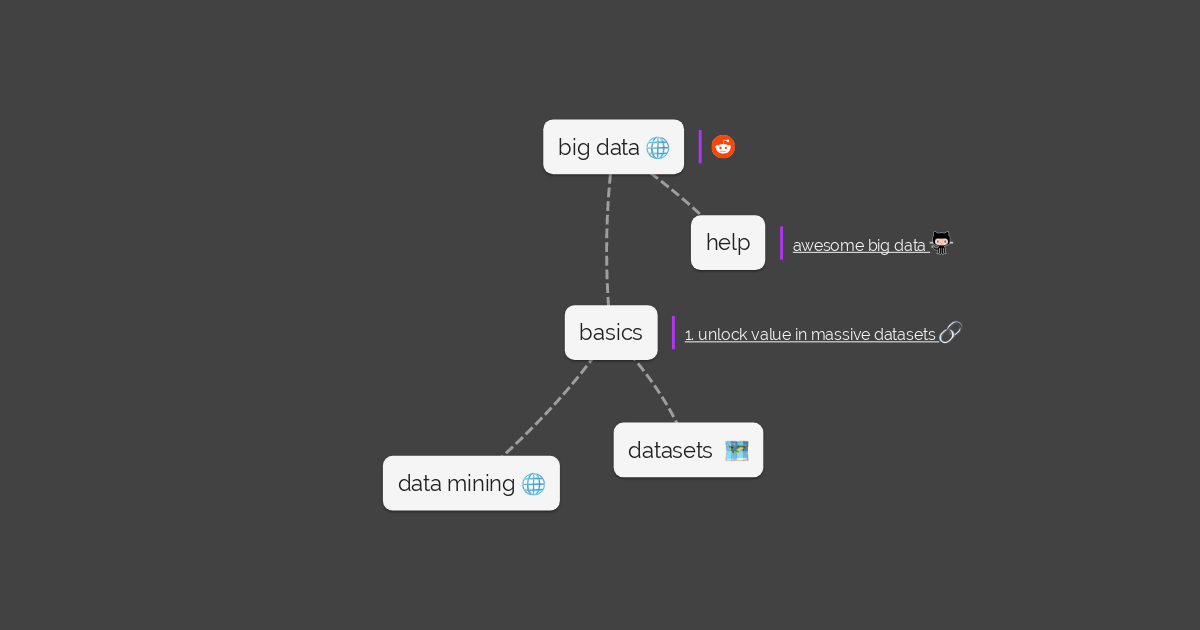 big data
help
awesome big data
basics
1. unlock value in massive datasets
datasets
data mining